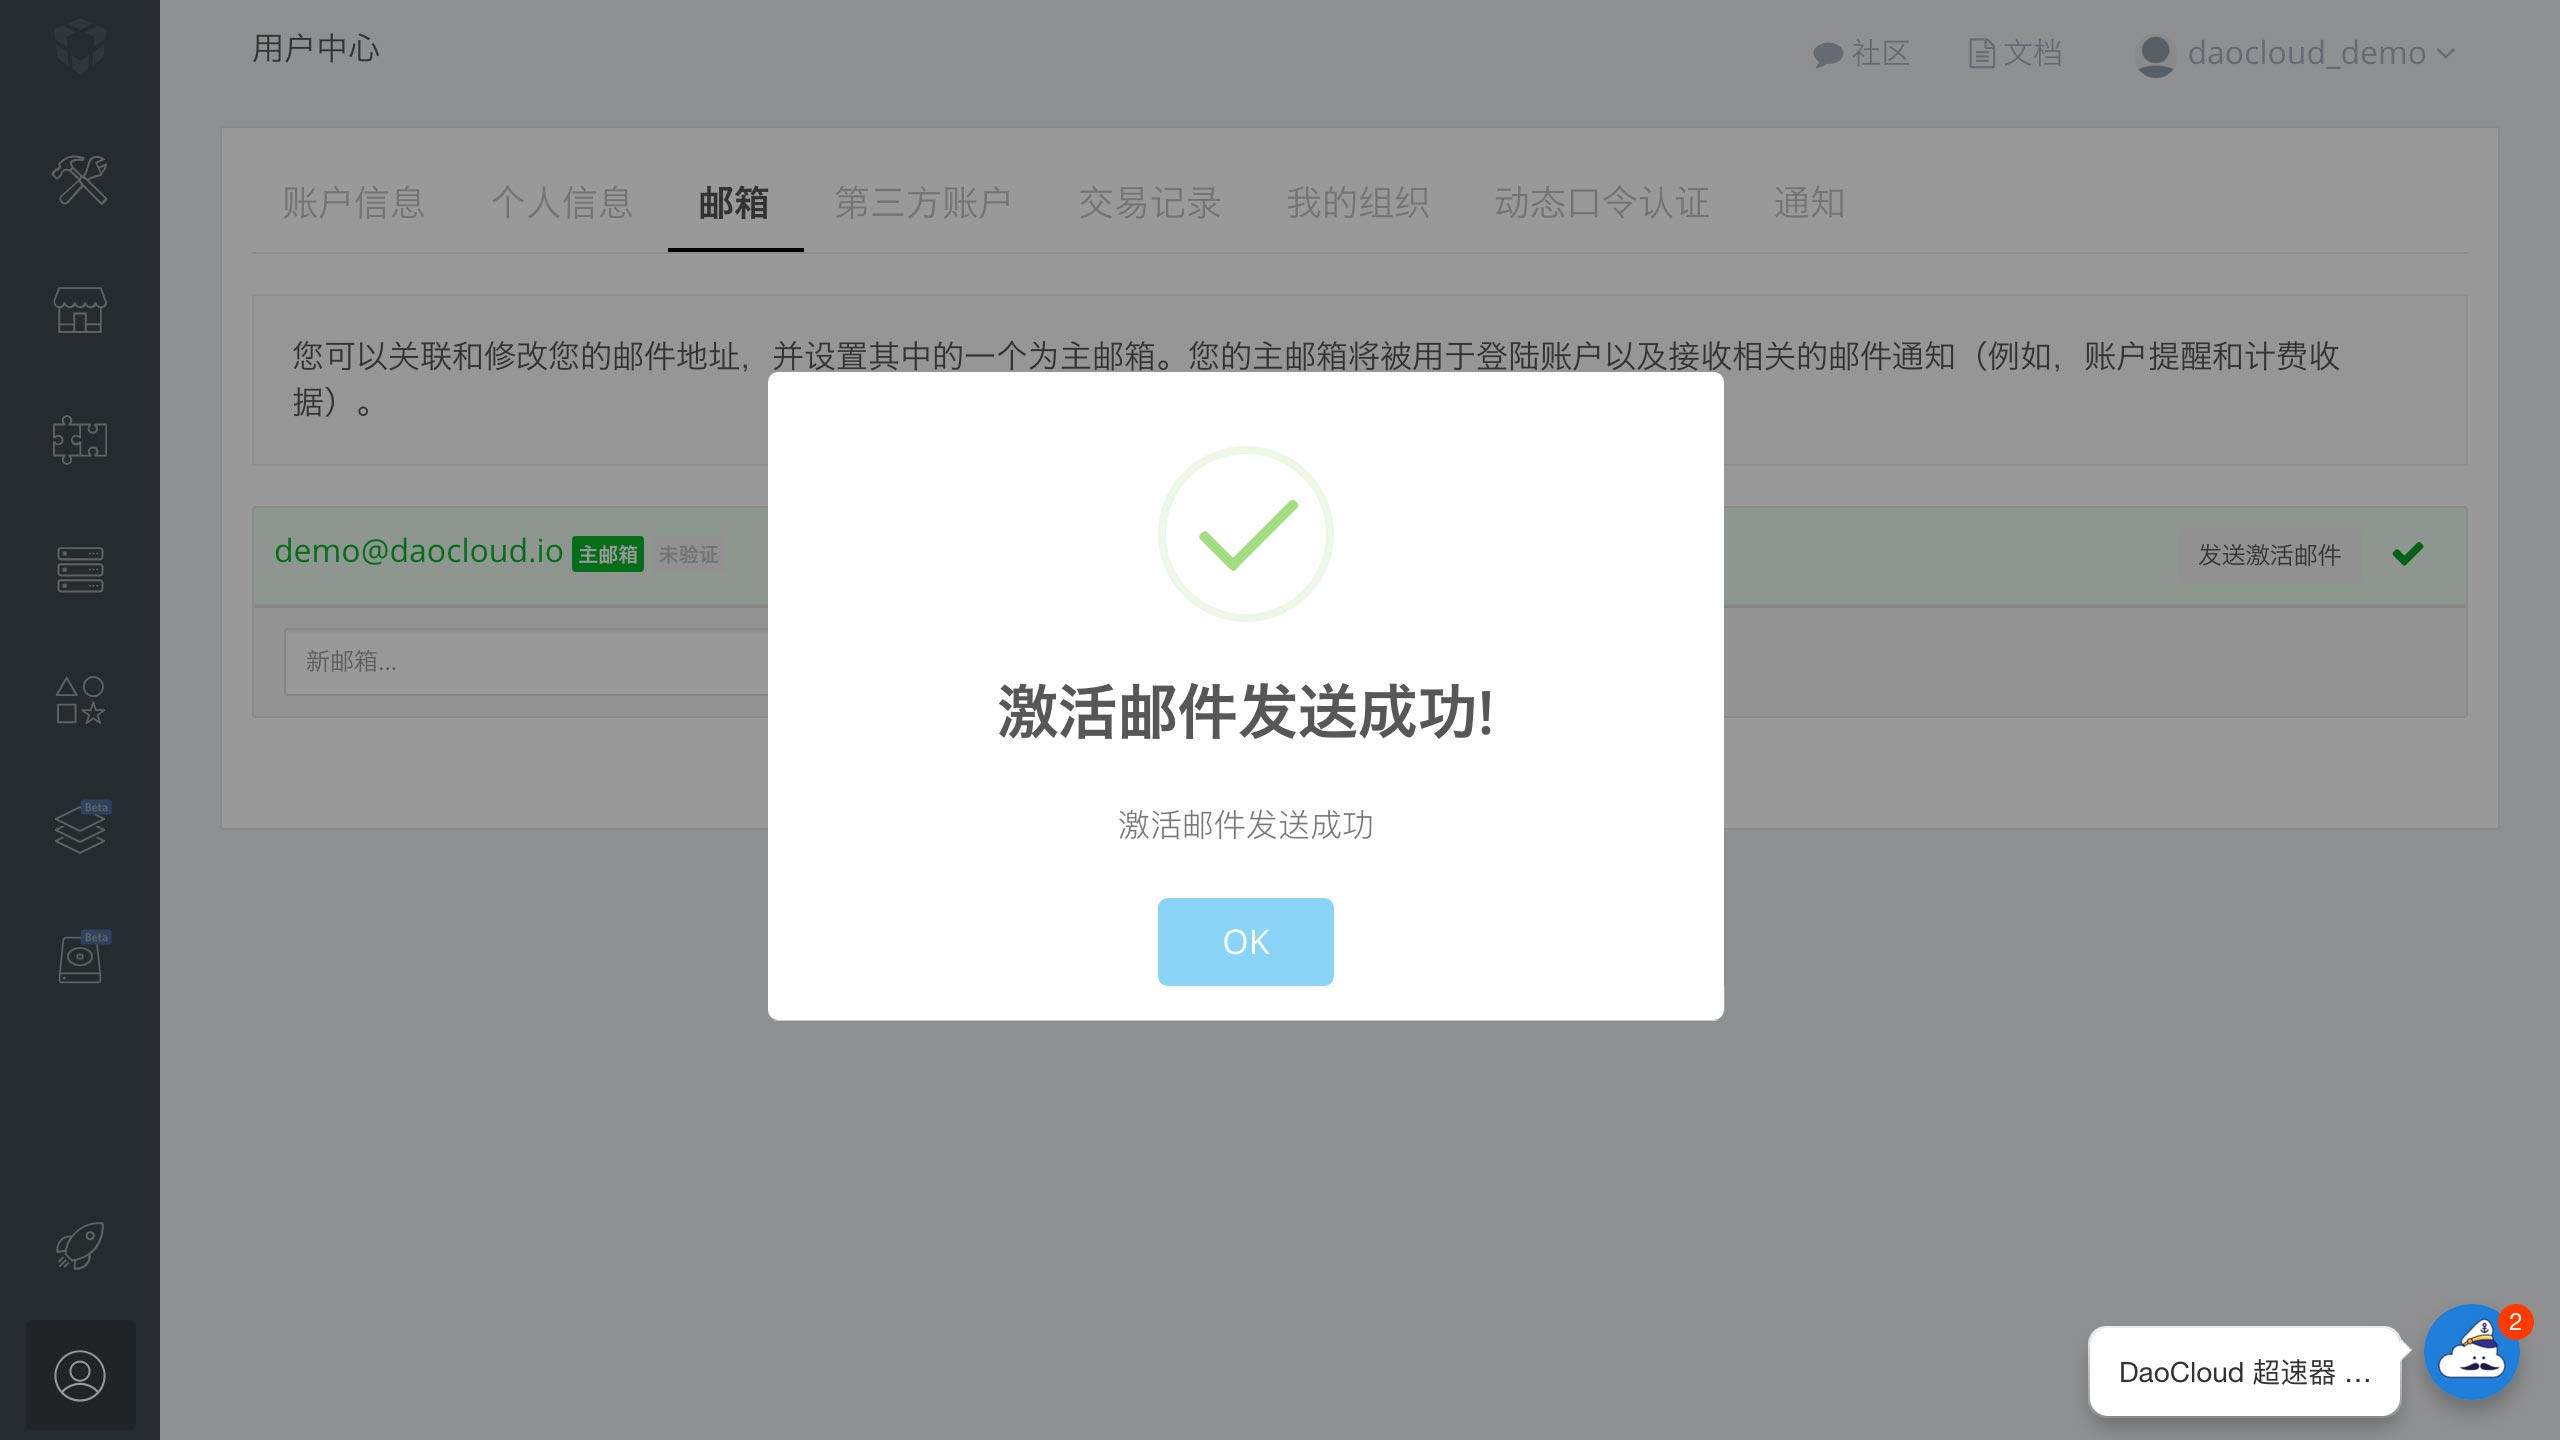 用户中心
社区
文档
daocloud_demo
账户信息
个人信息
邮箱
第三方账户
交易记录
我的组织
动态口令认证
通知
您可以关联和修改您的邮件地址，并设置其中的一个为主邮箱。您的主邮箱将被用于登陆账户以及接收相关的邮件通知（例如，账户提醒和计费收
据）。
demo@daocloud.io 主邮箱 未验证
发送激活邮件
新邮箱...
激活邮件发送成功!
激活邮件发送成功
OK
Beta
Beta
2
DaoCloud 超速器 ...